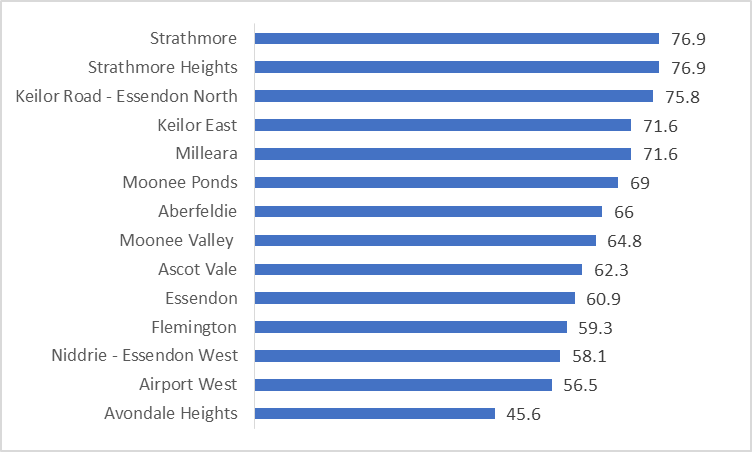 Strathmore 76.9
Strathmore Heights 76.9
Keilor Road - Essendon North 75.8
Keilor East 71.6
Milleara 71.6
Moonee Ponds 69
Aberfeldie 66
Moonee Valley 64.8
Ascot Vale 62.3
Essendon 60.9
Flemington 59.3
Niddrie - Essendon West 58.1
Airport West 56.5
Avondale Heights 45.6